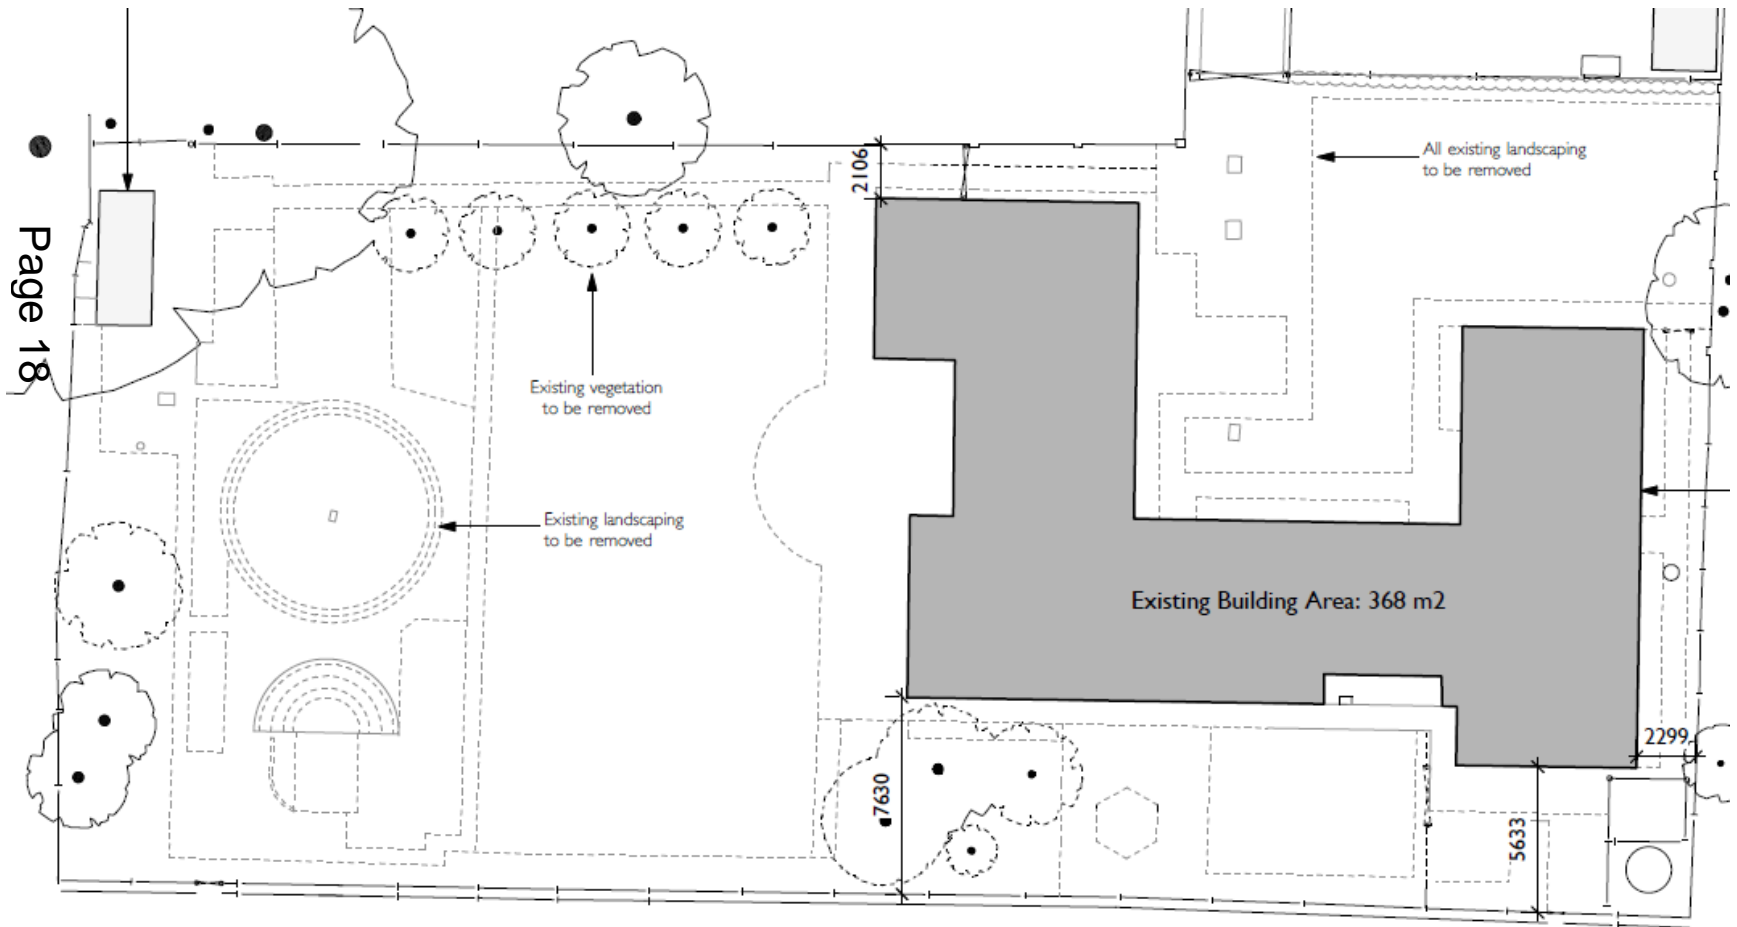 Page 18
2106
All existing landscaping
to be removed
Existing vegetation
to be removed
Existing landscaping
to be removed
Existing Building Area: 368 m2
2299
7630
5633